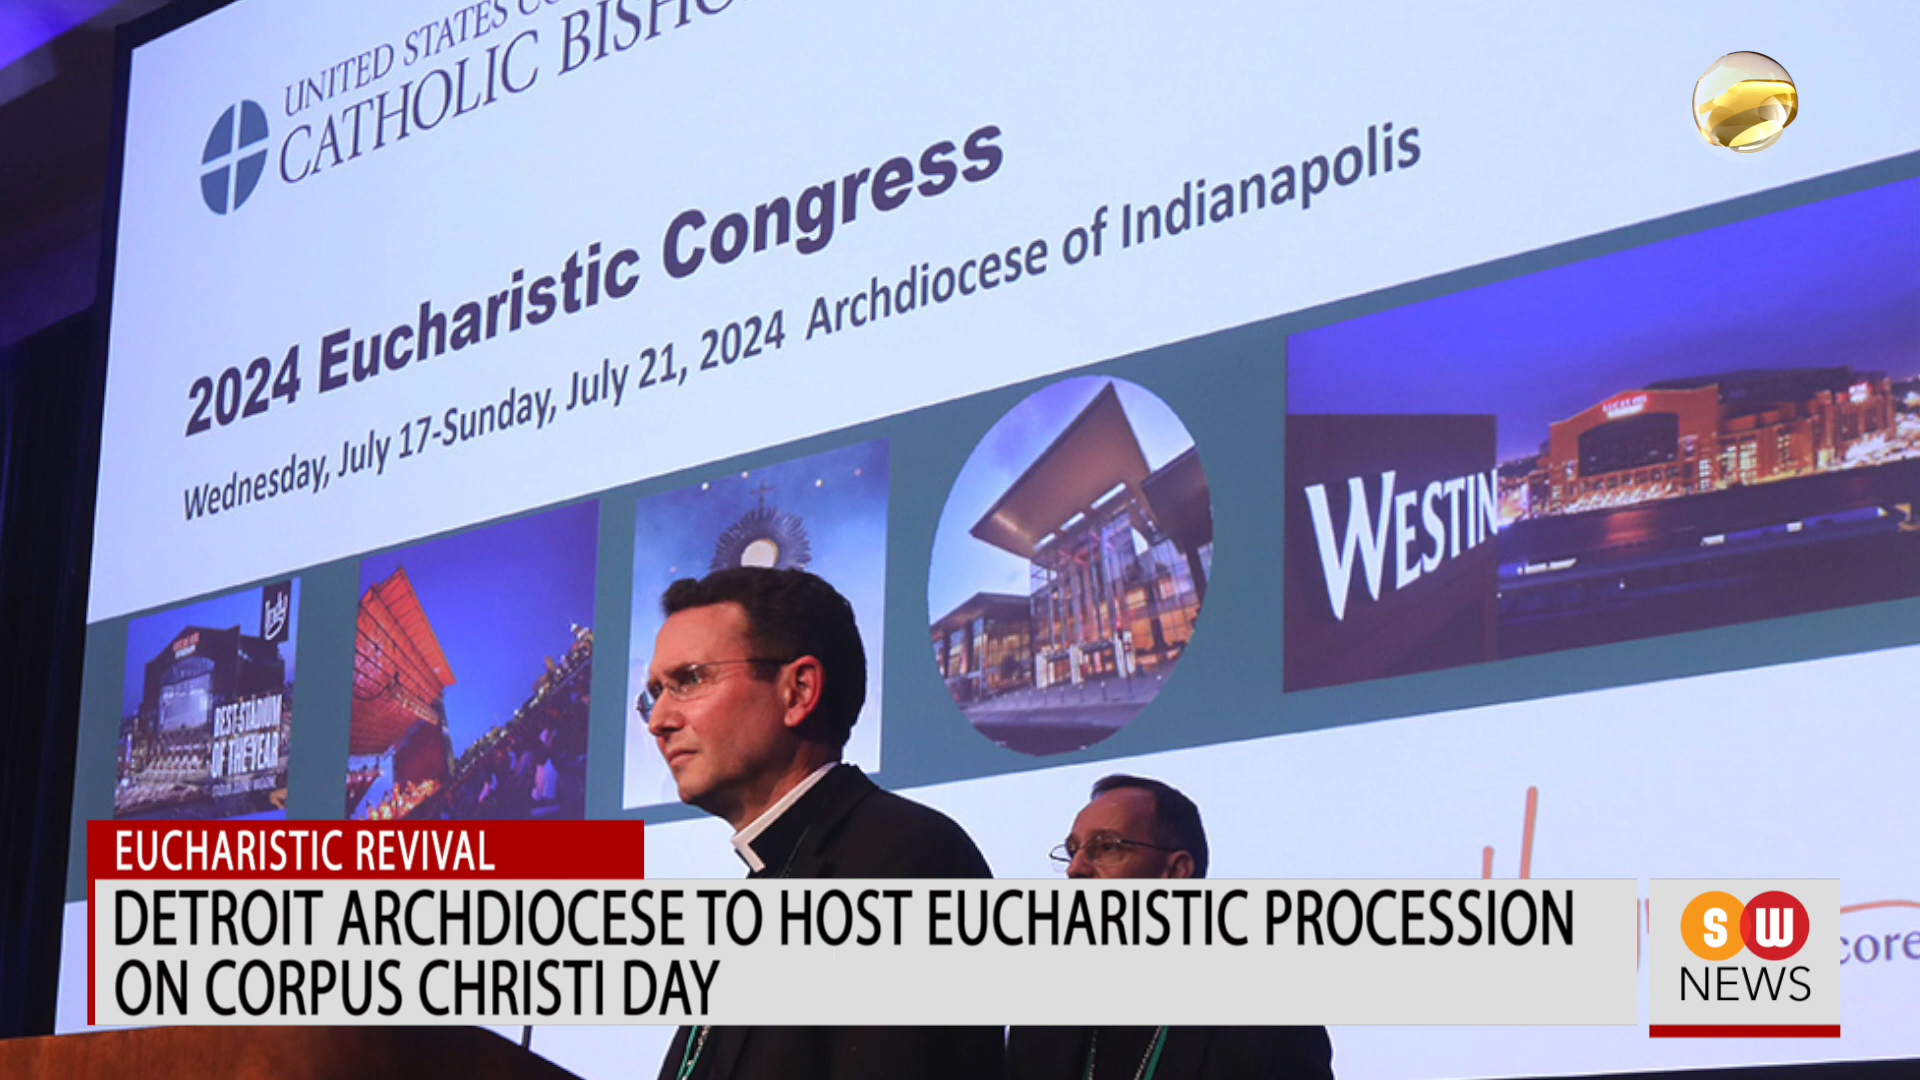 UNITED STATES
CATHOLIC
2024 Eucharistic Congress
Wednesday, July 17-Sunday, July 21, 2024 Archdiocese of Indianapolis
Indy
BEST STADIUM
OF THE YEAR
WESTIN
EUCHARISTIC REVIVAL
DETROIT ARCHDIOCESE TO HOST EUCHARISTIC PROCESSION
ON CORPUS CHRISTI DAY
SW
NEWS